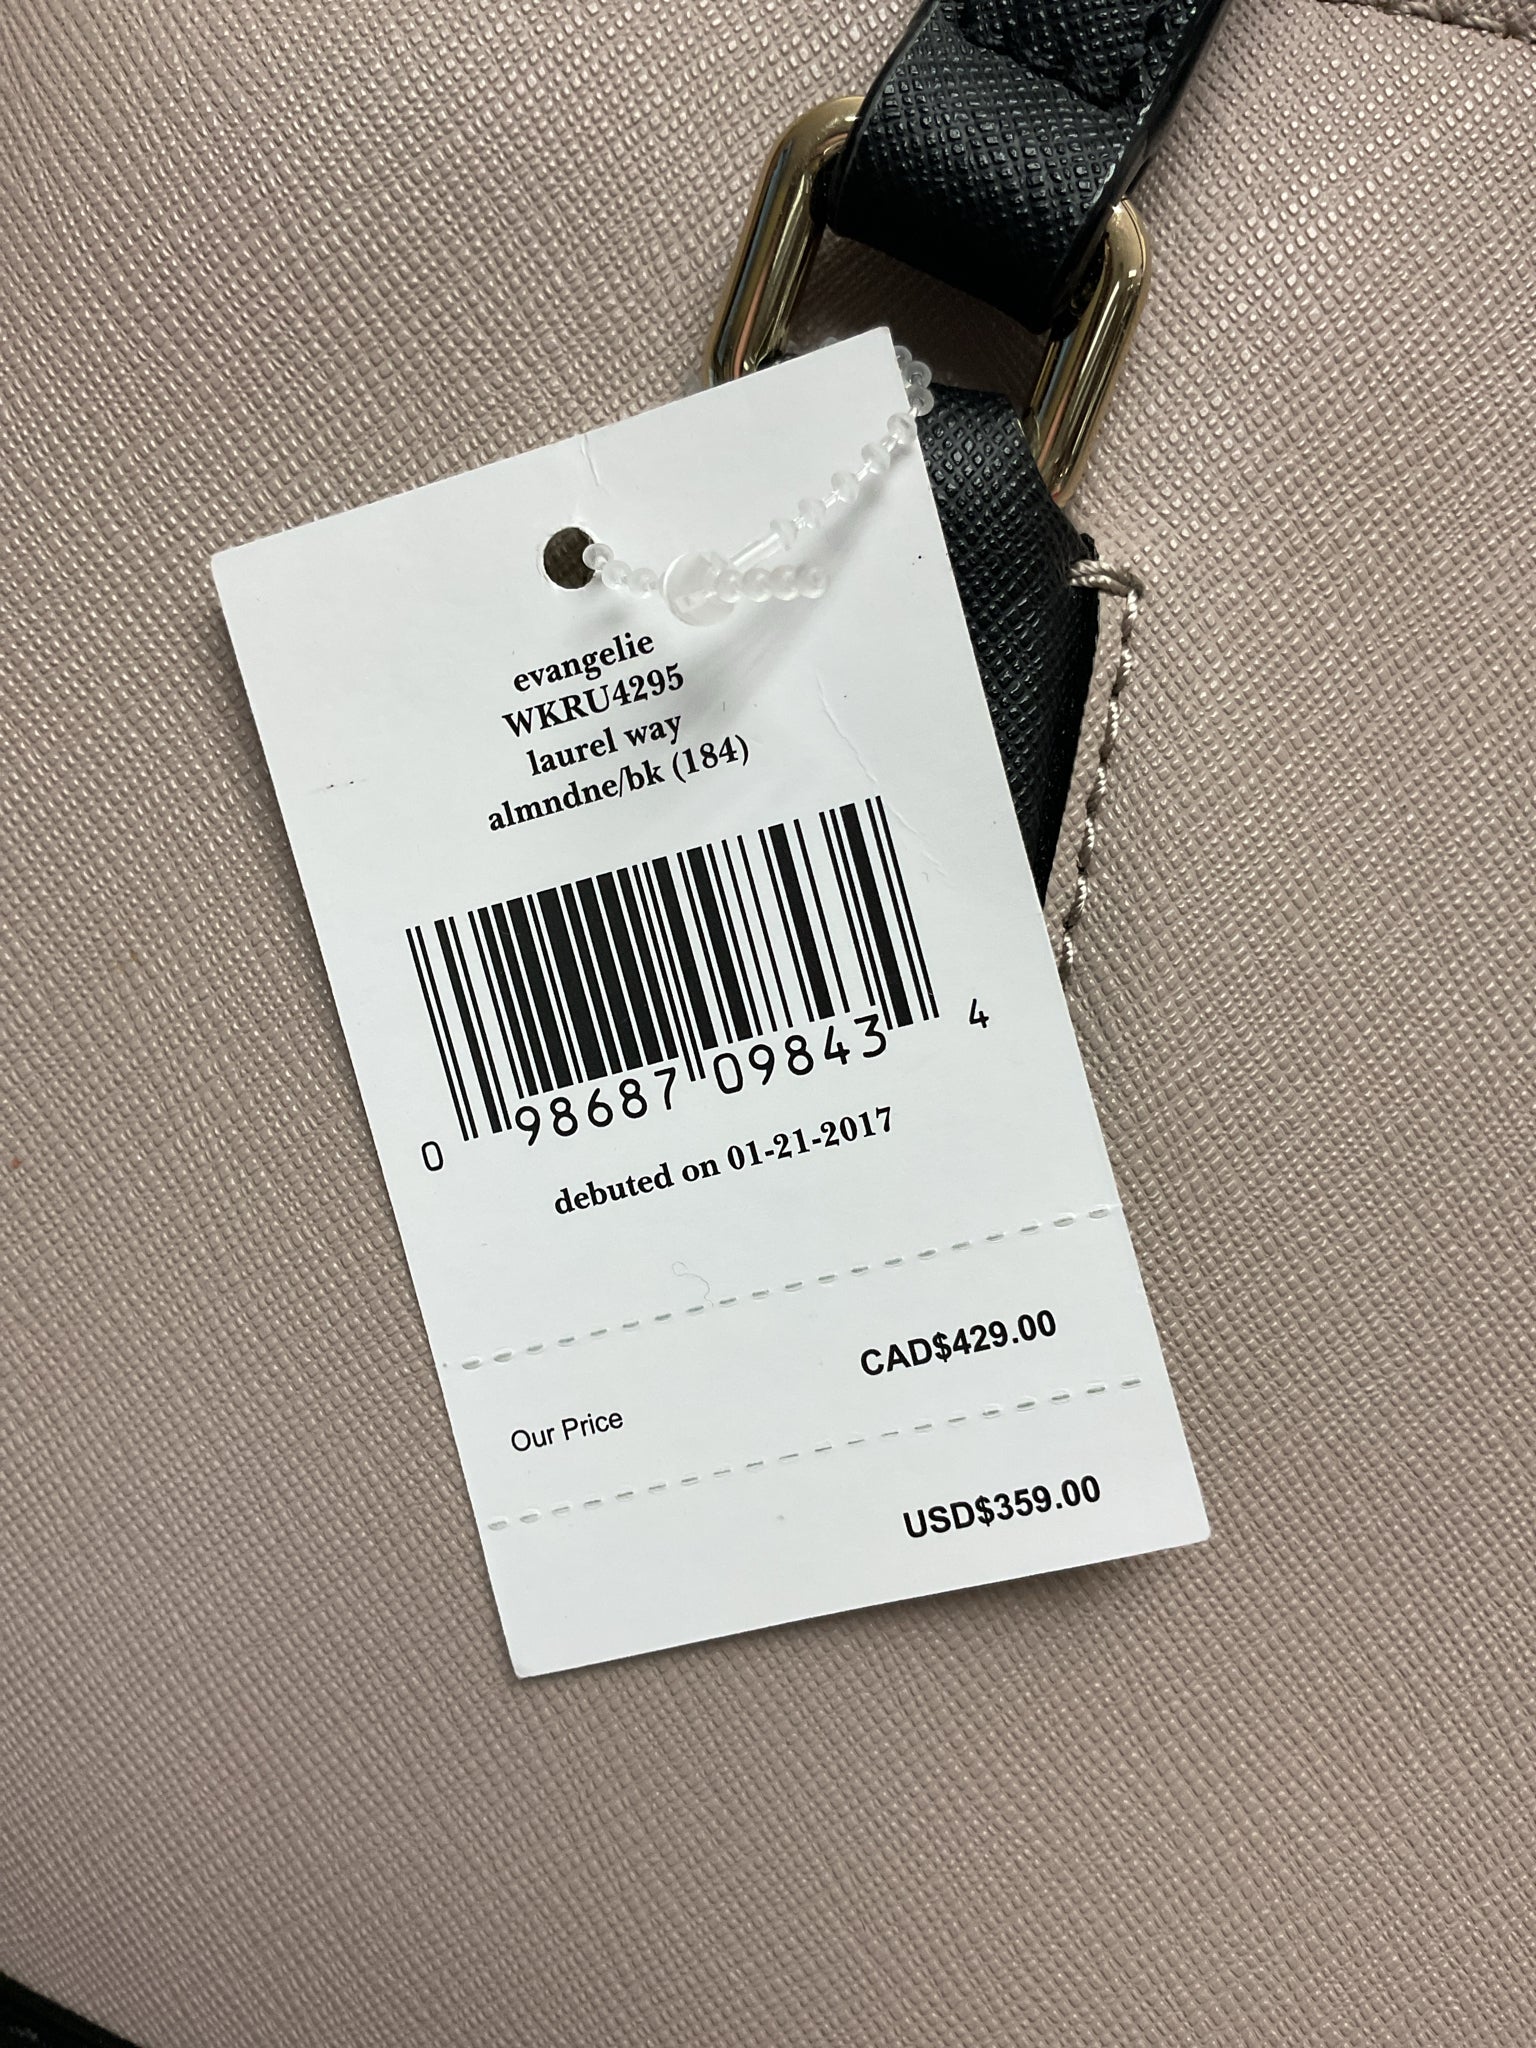 evangelie
WKRU4295
laurel way
almndne/bk (184)
0 98687 09843 4
debuted on 01-21-2017
CAD$429.00
Our Price
USD$359.00